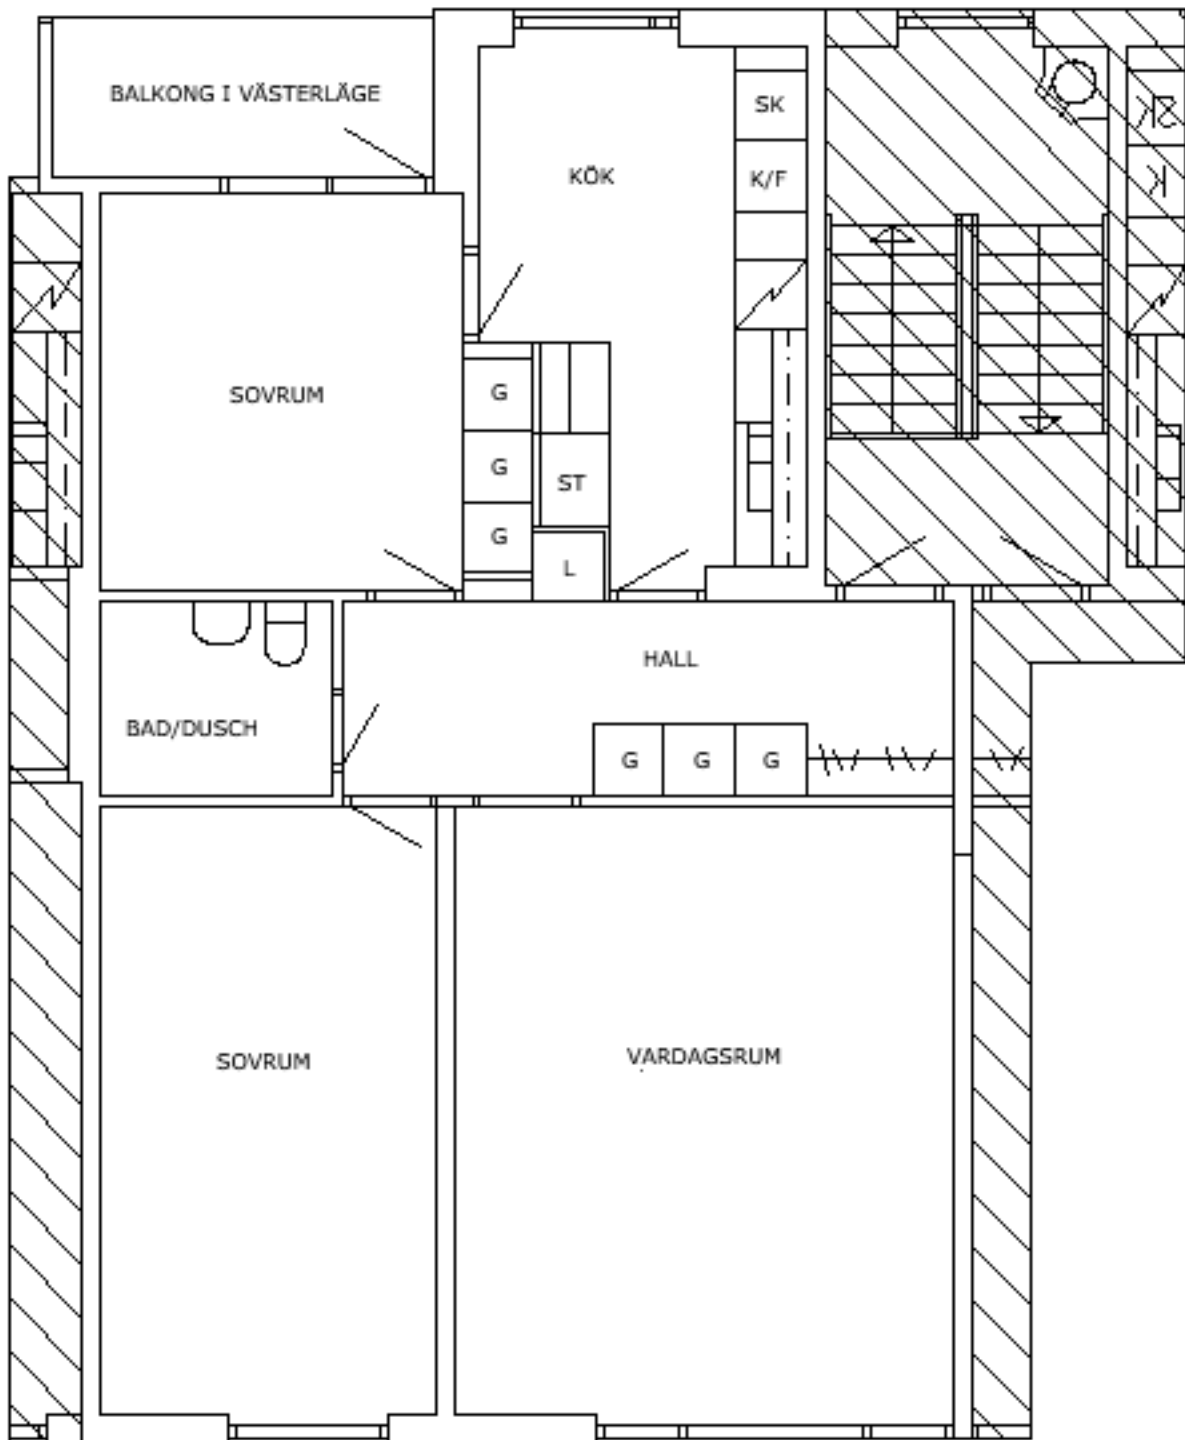 BALKONG I VÄSTERLÄGE
SK
KÖK
K/F
K
SOVRUM
G
G
ST
G
L
HALL
BAD/DUSCH
G G G
SOVRUM
VARDAGSRUM